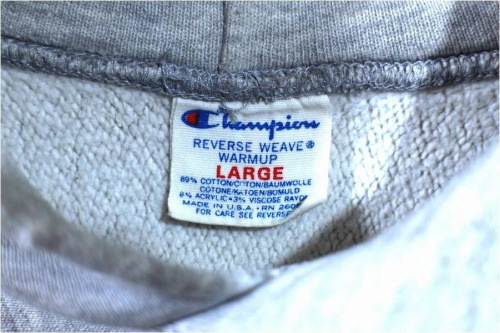 Champion
REVERSE WEAVE®
WARMUP
LARGE
89% COTTON/COTON/BAUMWOLLE
COTONE/KATOEN/BOMULD
8% ACRYLIC • 3% VISCOSE RAYON
MADE IN U.S.A. • RN
FOR CARE SEE REVERSE